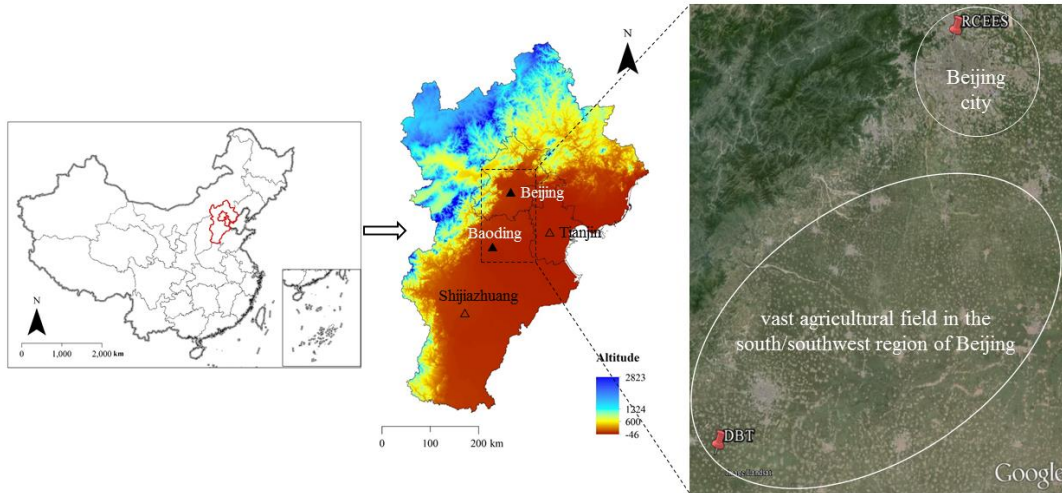 N
0
1,000
2,000 km
N
Beijing
Baoding
Tianjin
Shijiazhuang
Altitude
2823
1324
600
-46
0
100
200 km
RCEES
Beijing
city
vast agricultural field in the
south/southwest region of Beijing
DBT
Google